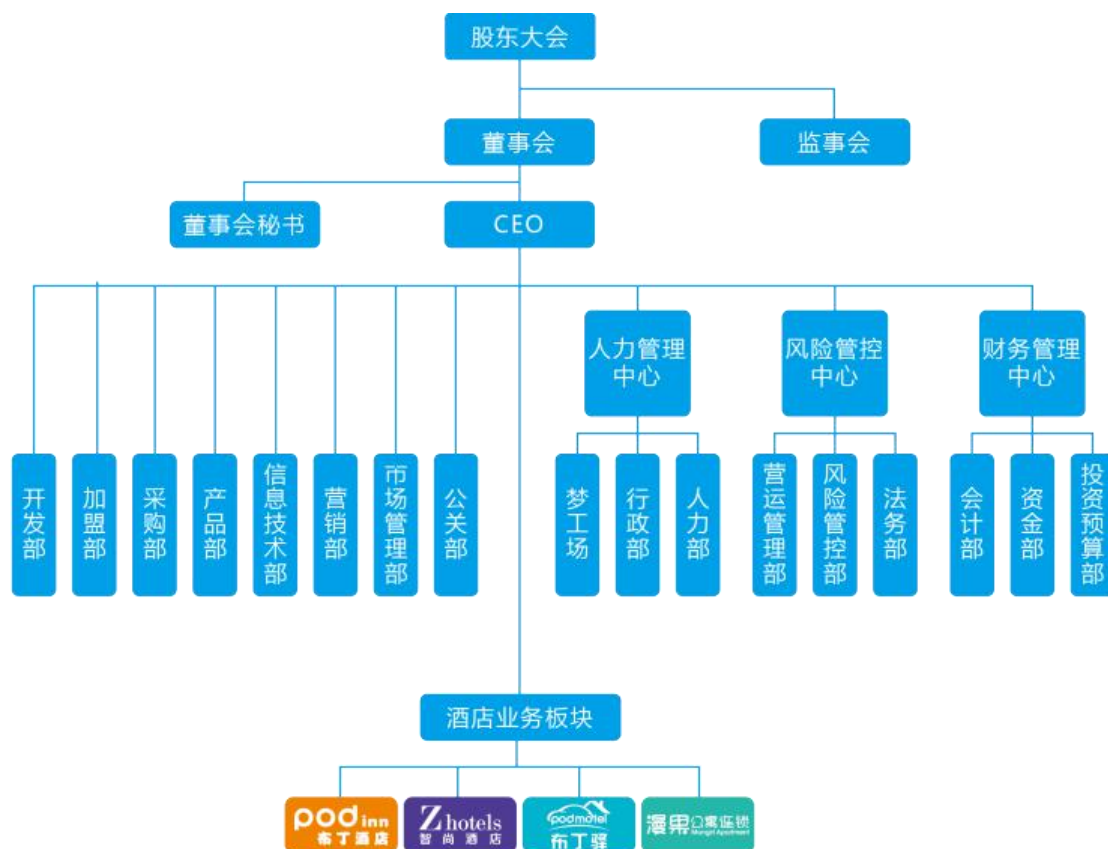 股东大会
董事会
监事会
董事会秘书
CEO
人力管理
中心
风险管控
中心
财务管理
中心
开发部
加盟部
采购部
产品部
信息技术部
营销部
市场管理部
公关部
梦工场
行政部
人力部
营运管理部
风险管控部
法务部
会计部
资金部
投资预算部
酒店业务板块
pod inn
布丁酒店
Zhotels
智尚酒店
podmotel
布丁驿
漫果公寓连锁